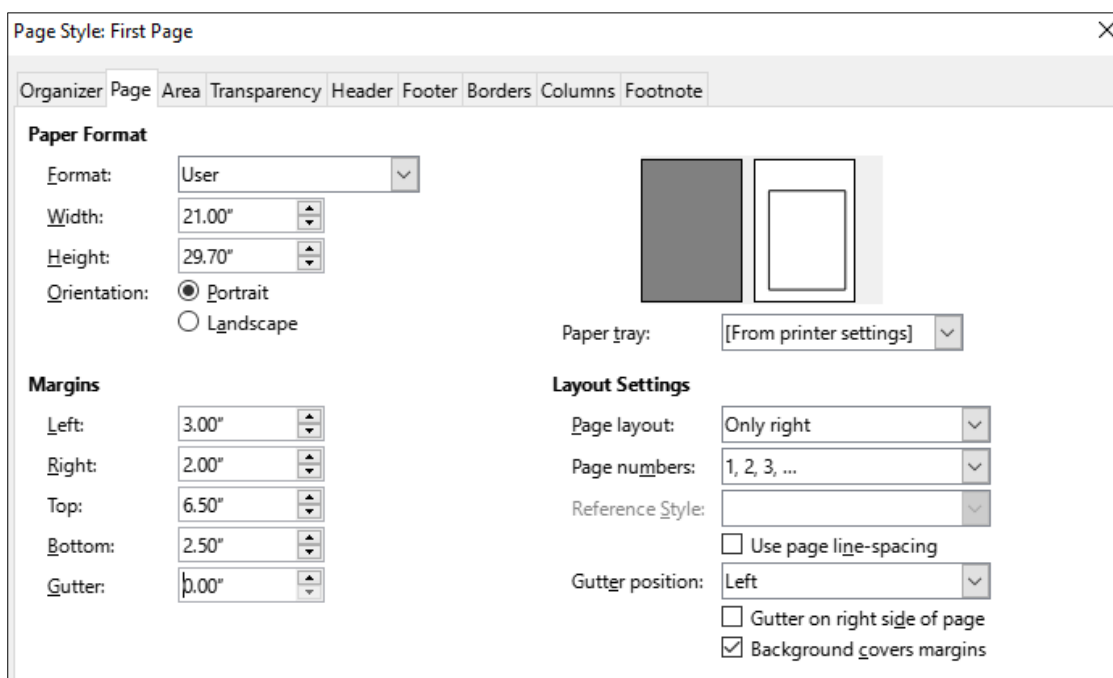 Page Style: First Page
Organizer Page Area Transparency Header Footer Borders Columns Footnote
Paper Format
Format: User
Width: 21.00″
Height: 29.70″
Orientation: Portrait
Landscape
Paper tray: [From printer settings]
Margins
Left: 3.00″
Right: 2.00″
Top: 6.50″
Bottom: 2.50″
Gutter: 0.00″
Layout Settings
Page layout: Only right
Page numbers: 1, 2, 3, ...
Reference Style:
Use page line-spacing
Gutter position: Left
Gutter on right side of page
Background covers margins